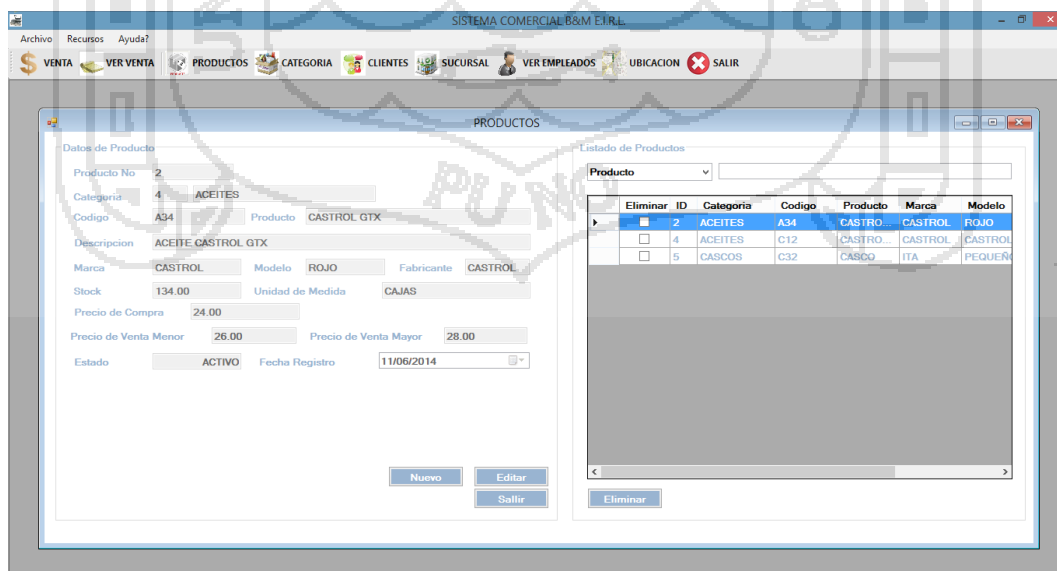 SISTEMA COMERCIAL B&M E.I.R.L.
Archivo Recursos Ayuda?
VENTA VER VENTA PRODUCTOS CATEGORIA CLIENTES SUCURSAL VER EMPLEADOS UBICACION SALIR
PRODUCTOS
Datos de Producto
Producto No 2
Categoria 4 ACEITES
Codigo A34 Producto CASTROL GTX
Descripcion ACEITE CASTROL GTX
Marca CASTROL Modelo ROJO Fabricante CASTROL
Stock 134.00 Unidad de Medida CAJAS
Precio de Compra 24.00
Precio de Venta Menor 26.00 Precio de Venta Mayor 28.00
Estado ACTIVO Fecha Registro 11/06/2014
Nuevo Editar
Sallir
Listado de Productos
Producto
Eliminar ID Categoria Codigo Producto Marca Modelo
2 ACEITES A34 CASTRO... CASTROL ROJO
4 ACEITES C12 CASTRO... CASTROL CASTROL
5 CASCOS C32 CASCO ITA PEQUEÑO
Eliminar
PUNO